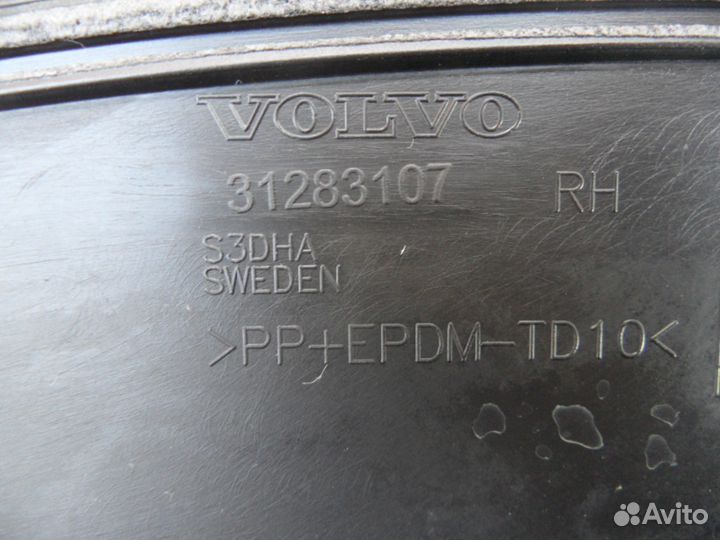 VOLVO
31283107 RH
S3DHA
SWEDEN
>PP+EPDM-TD10<
Avito